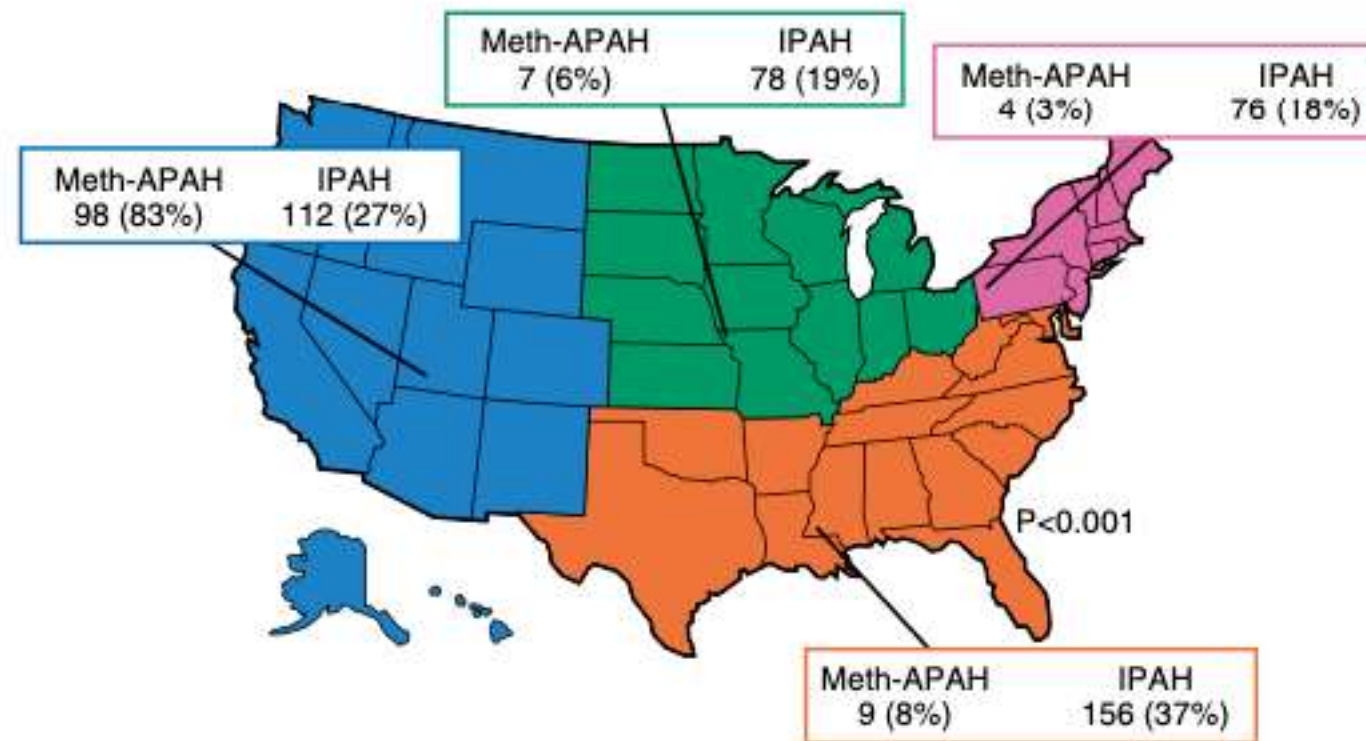 Meth-APAH IPAH
7 (6%) 78 (19%)
Meth-APAH IPAH
4 (3%) 76 (18%)
Meth-APAH IPAH
98 (83%) 112 (27%)
P<0.001
Meth-APAH IPAH
9 (8%) 156 (37%)